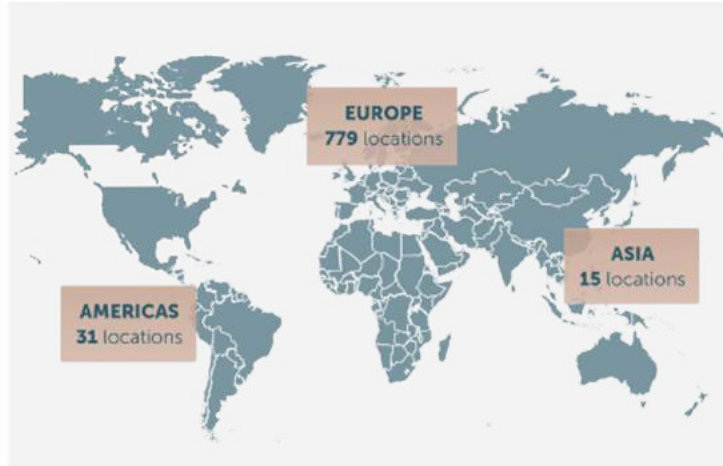 EUROPE
779 locations
ASIA
15 locations
AMERICAS
31 locations